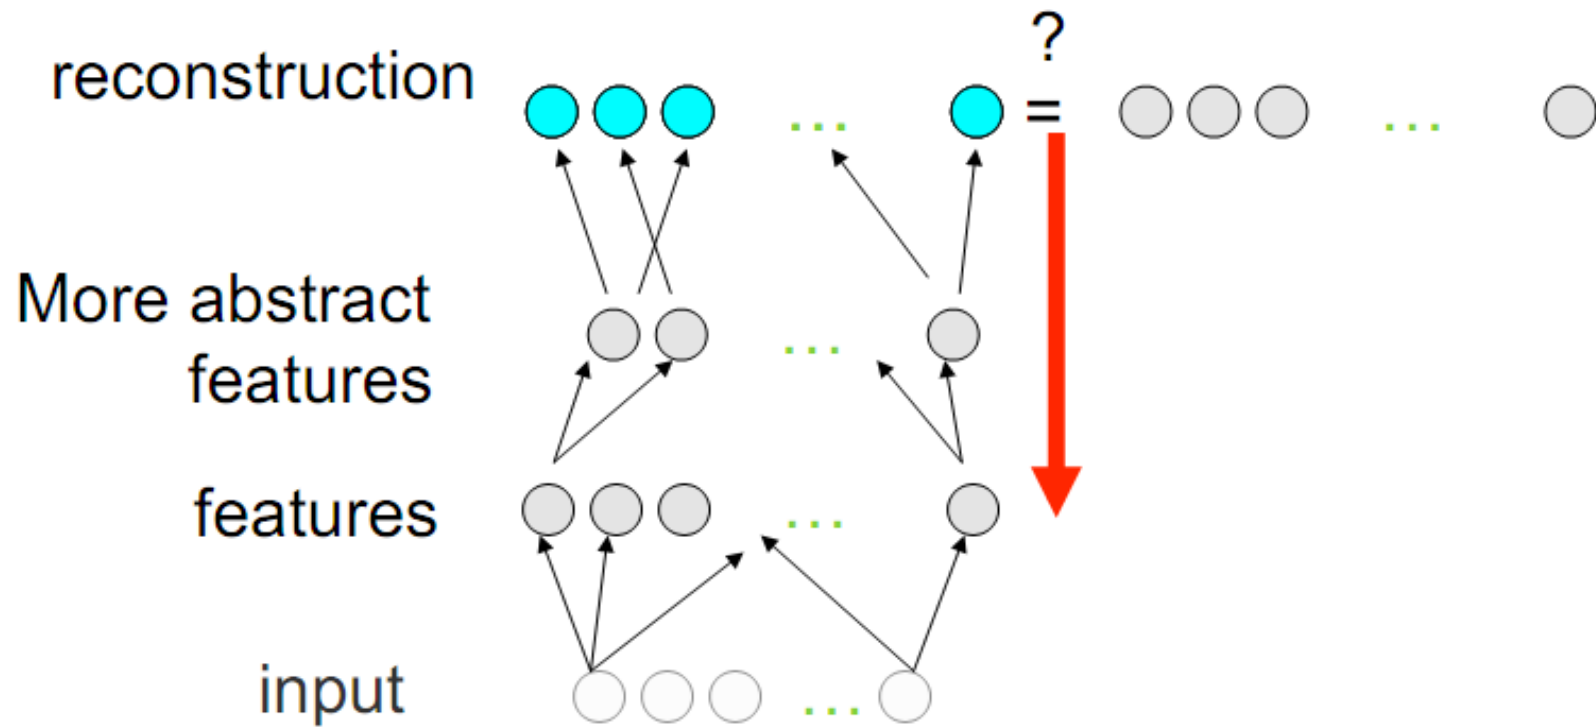 ?
reconstruction ... = ...
More abstract
features ...
features ...
input ...